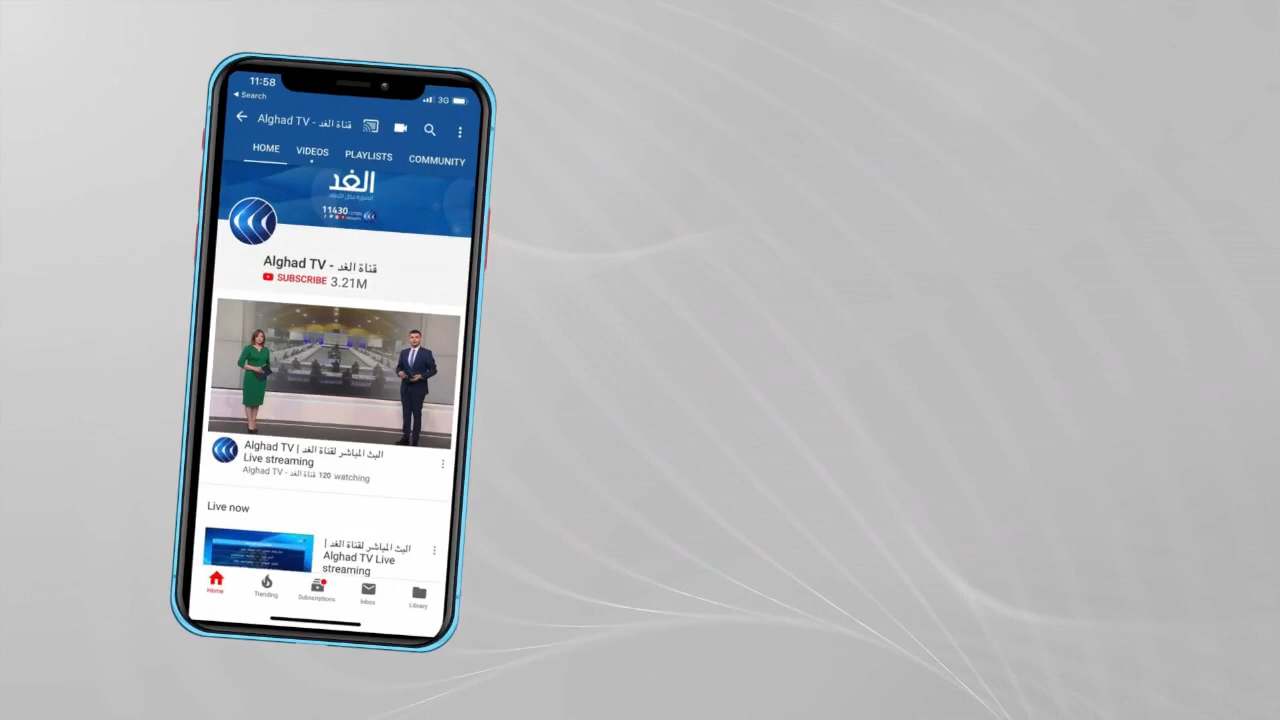 11:58
Search
3G
Alghad TV - قناة الغد
HOME VIDEOS PLAYLISTS COMMUNITY
الغد
11430
Alghad TV - قناة الغد
SUBSCRIBE 3.21M
Alghad TV | البث المباشر لقناة الغد
Live streaming
Alghad TV - قناة الغد 120 watching
Live now
البث المباشر لقناة الغد |
Alghad TV Live
streaming
Home Trending Subscriptions Inbox Library